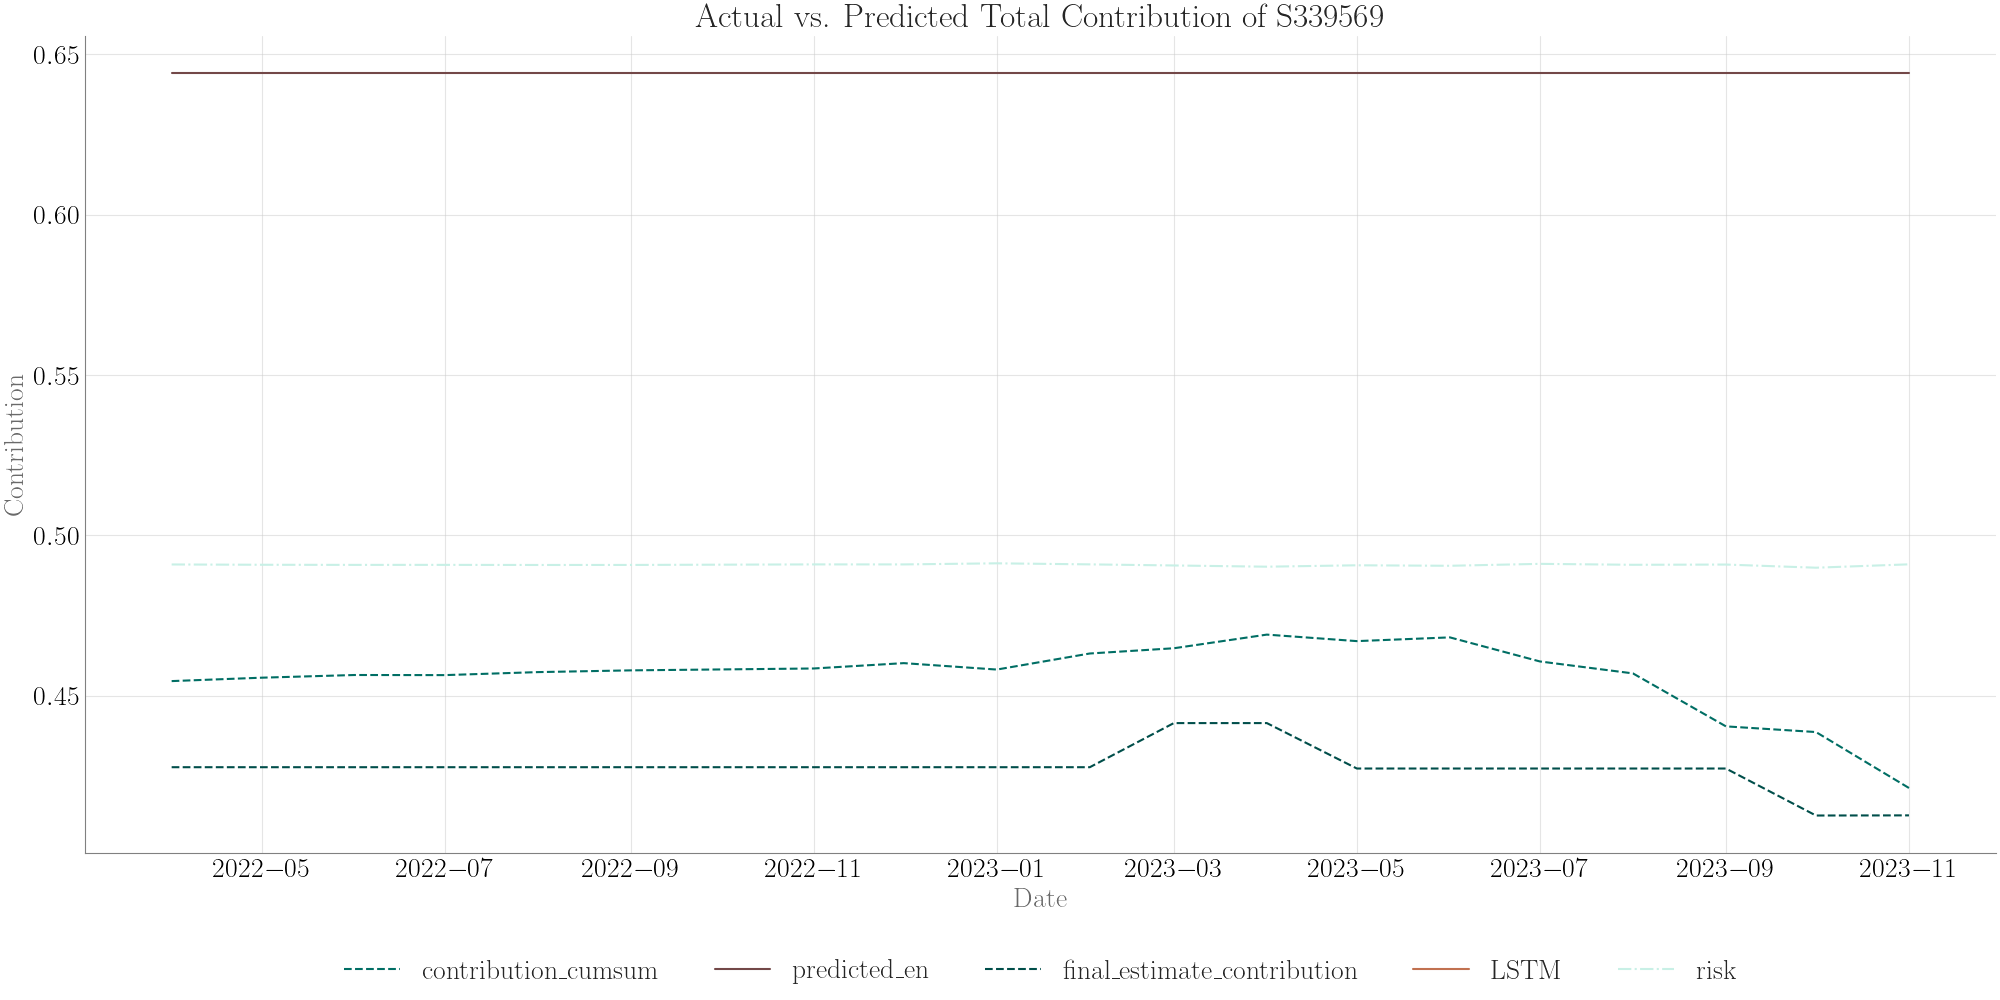 Actual vs. Predicted Total Contribution of S339569
0.65
0.60
0.55
0.50
0.45
Contribution
2022−05 2022−07 2022−09 2022−11 2023−01 2023−03 2023−05 2023−07 2023−09 2023−11
Date
contribution_cumsum predicted_en final_estimate_contribution LSTM risk